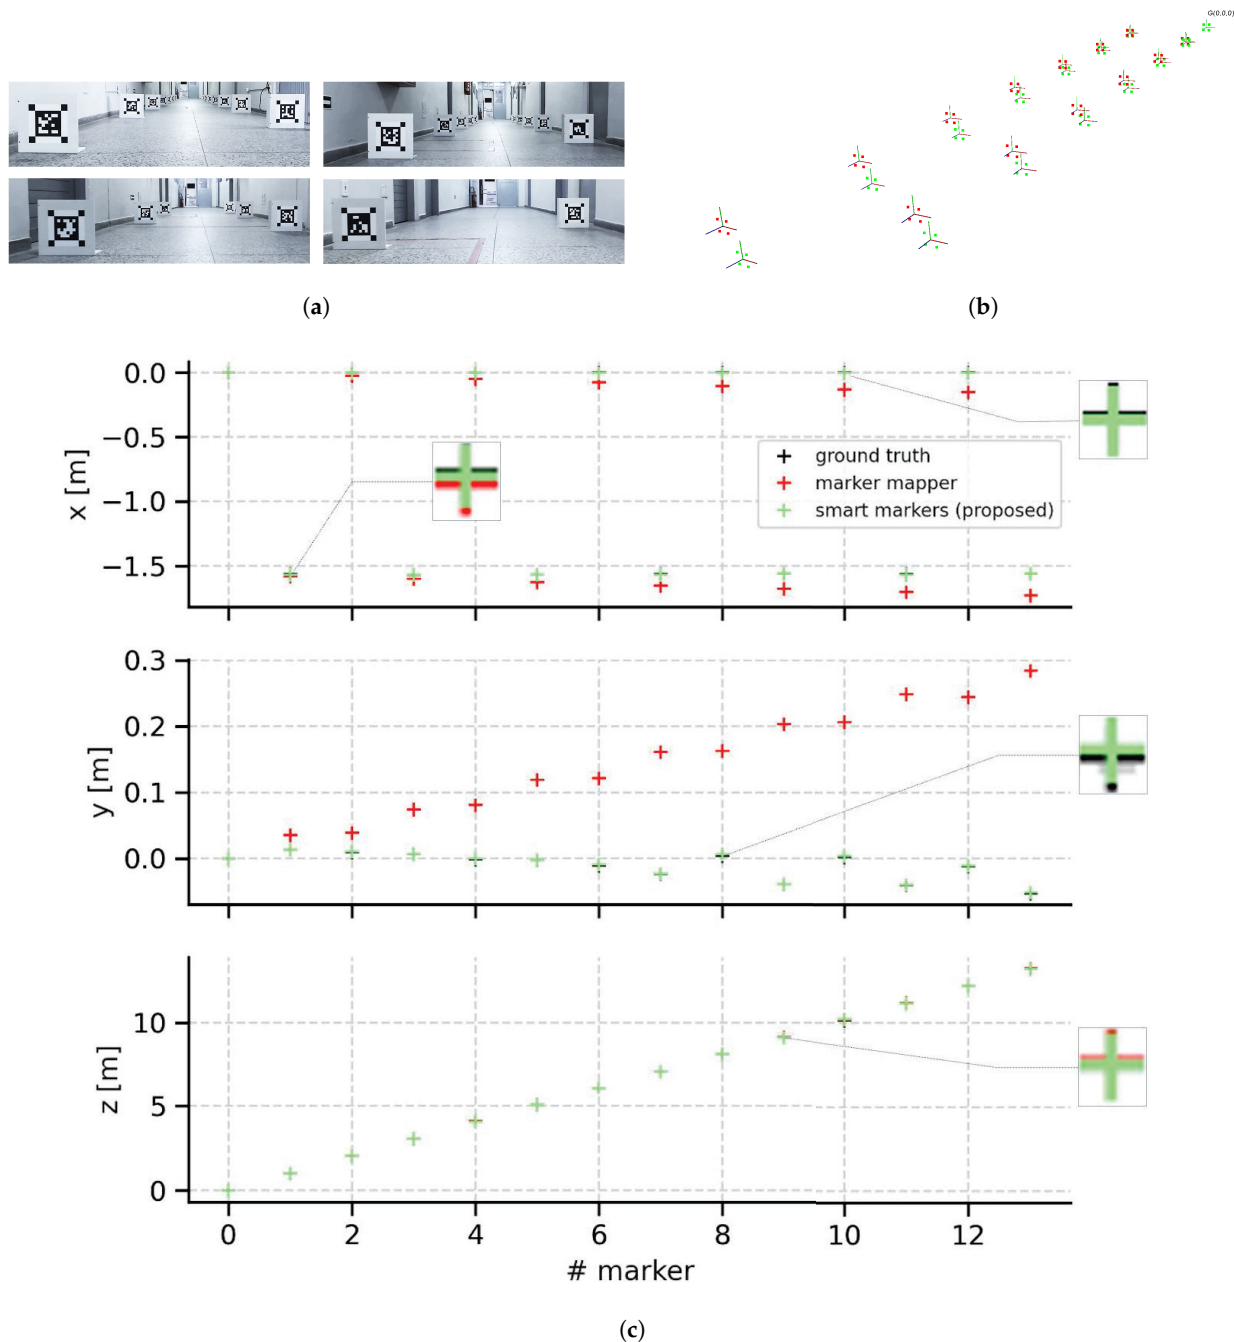 G(0,0,0)
(a)
(b)
0.0
−0.5
−1.0
−1.5
x [m]
ground truth
marker mapper
smart markers (proposed)
0.3
0.2
0.1
0.0
y [m]
10
5
0
z [m]
0 2 4 6 8 10 12
# marker
(c)